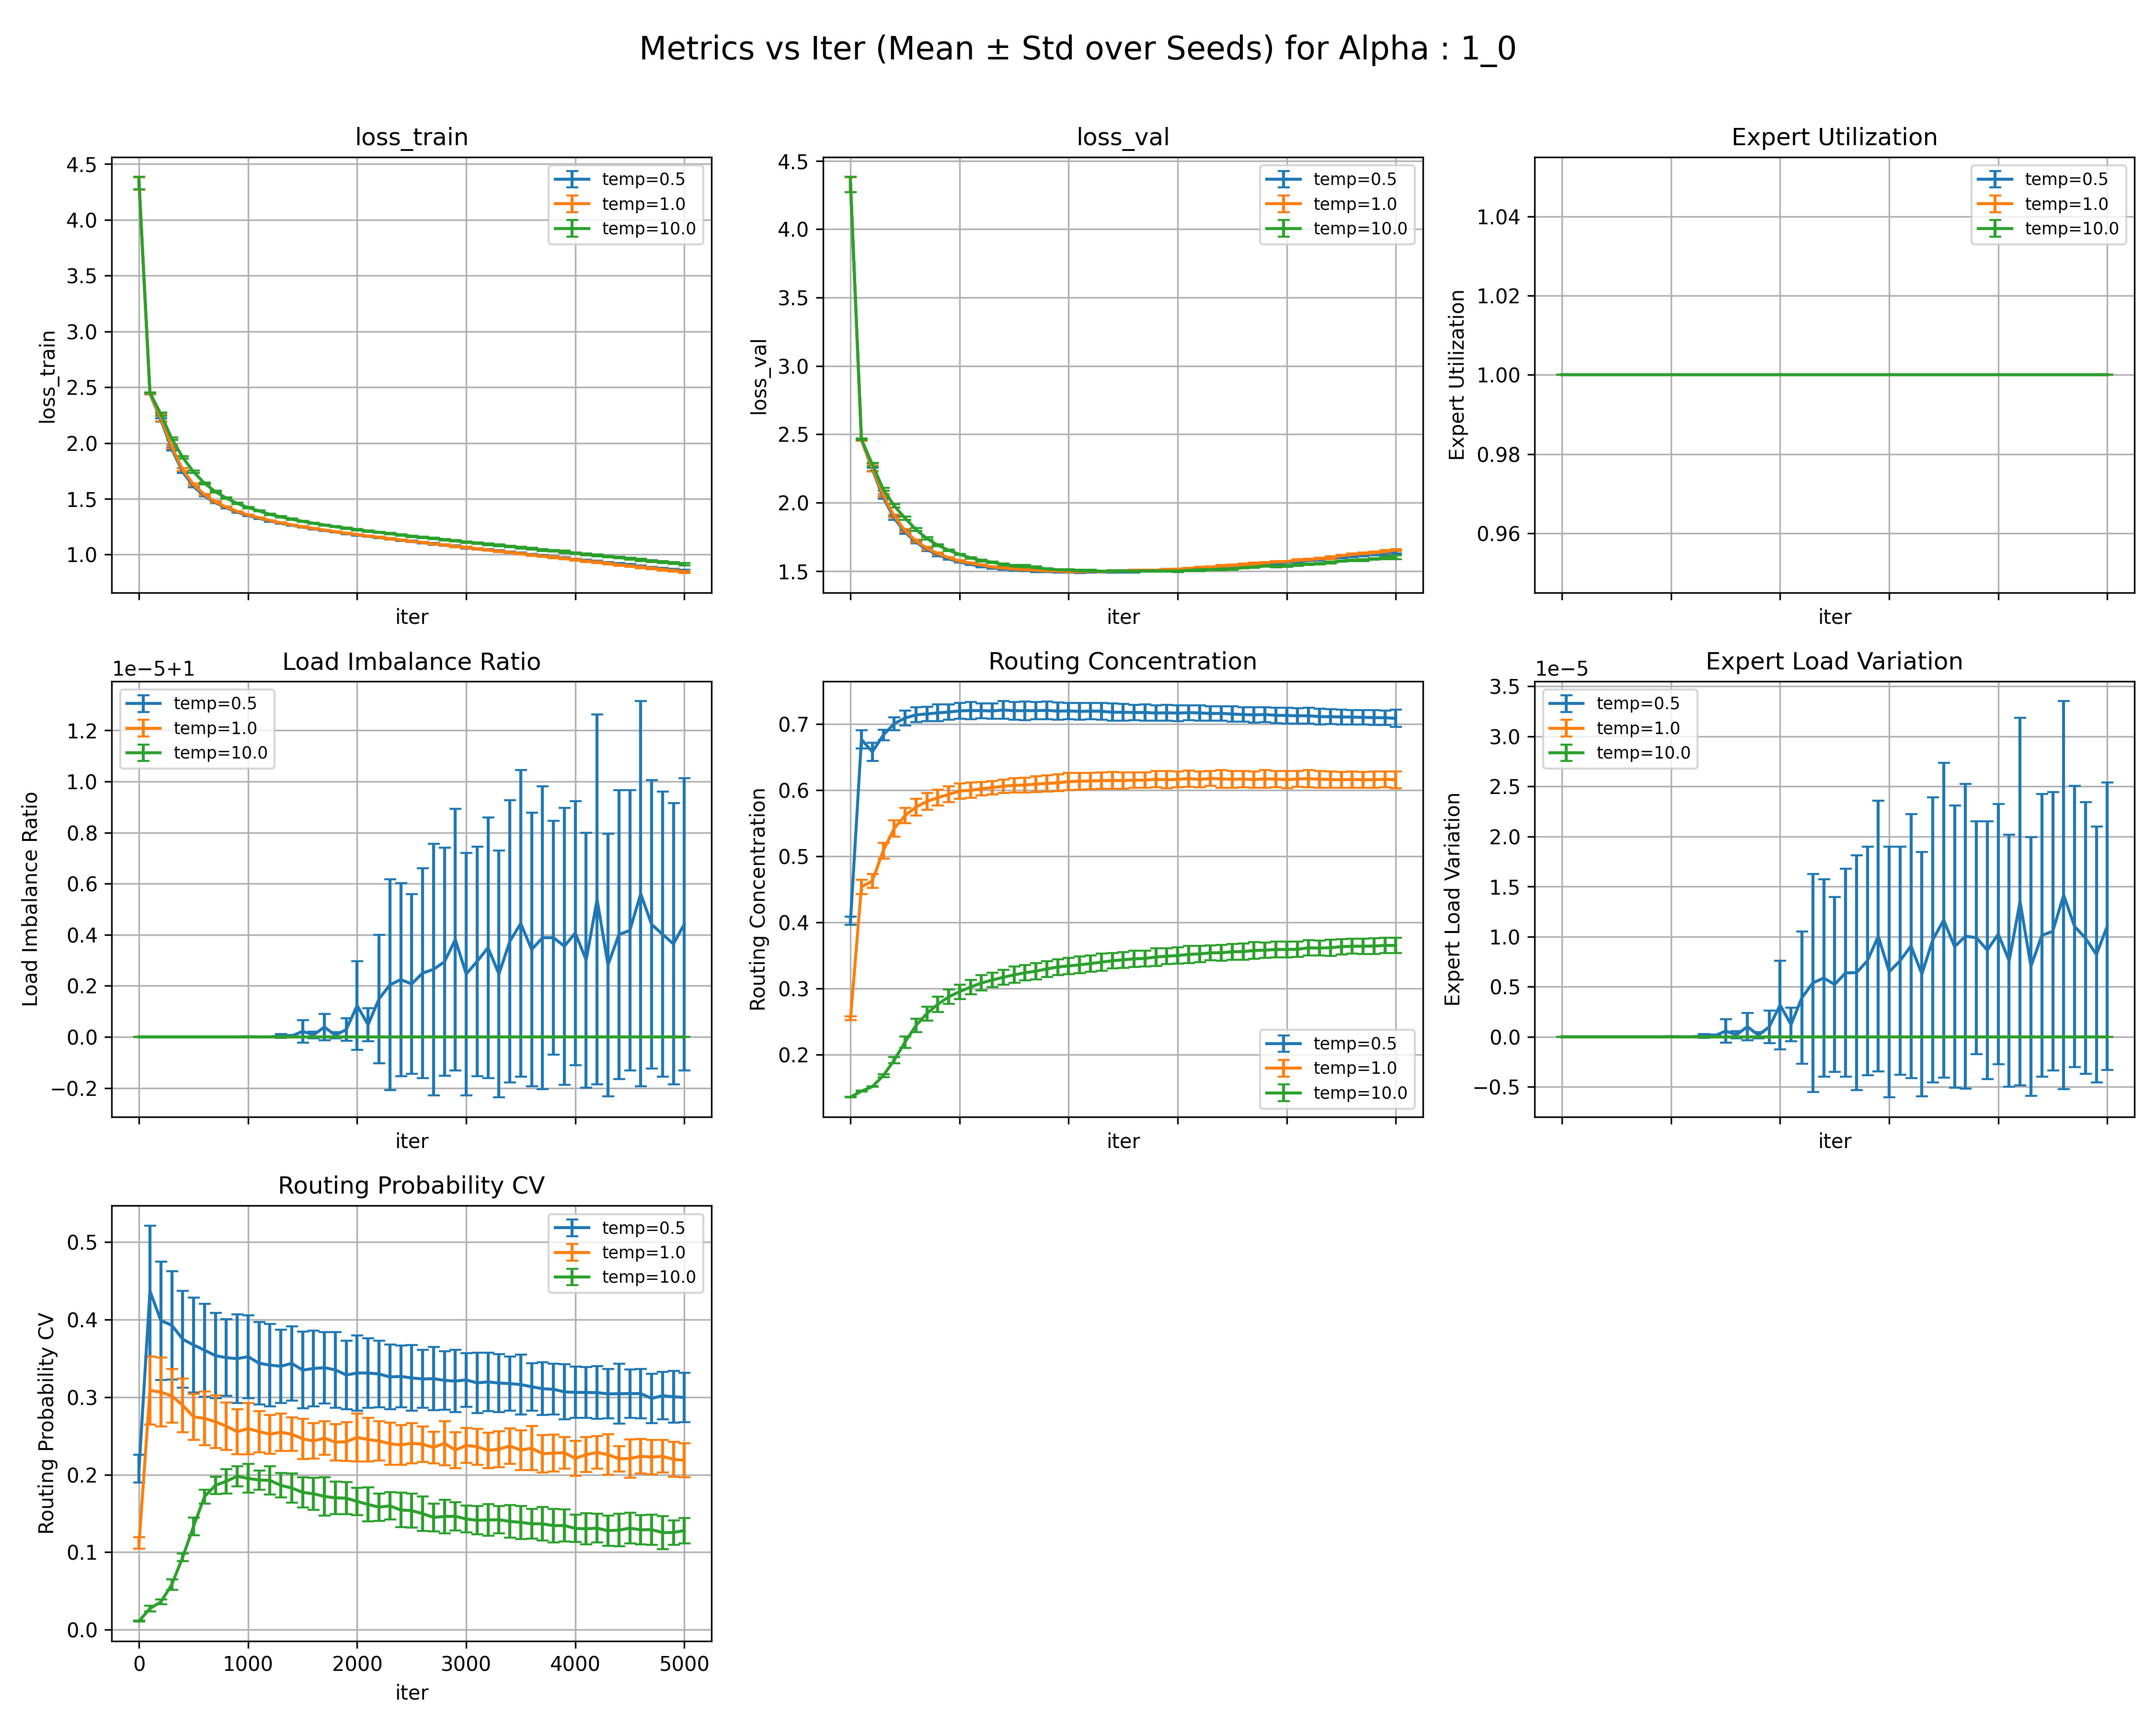 Metrics vs Iter (Mean ± Std over Seeds) for Alpha : 1_0
loss_train
4.5
4.0
3.5
3.0
2.5
2.0
1.5
1.0
loss_train
iter
temp=0.5
temp=1.0
temp=10.0
loss_val
4.5
4.0
3.5
3.0
2.5
2.0
1.5
loss_val
iter
temp=0.5
temp=1.0
temp=10.0
Expert Utilization
1.04
1.02
1.00
0.98
0.96
Expert Utilization
iter
temp=0.5
temp=1.0
temp=10.0
Load Imbalance Ratio
1e−5+1
1.2
1.0
0.8
0.6
0.4
0.2
0.0
−0.2
Load Imbalance Ratio
iter
temp=0.5
temp=1.0
temp=10.0
Routing Concentration
0.7
0.6
0.5
0.4
0.3
0.2
Routing Concentration
iter
temp=0.5
temp=1.0
temp=10.0
Expert Load Variation
1e−5
3.5
3.0
2.5
2.0
1.5
1.0
0.5
0.0
−0.5
Expert Load Variation
iter
temp=0.5
temp=1.0
temp=10.0
Routing Probability CV
0.5
0.4
0.3
0.2
0.1
0.0
Routing Probability CV
temp=0.5
temp=1.0
temp=10.0
0 1000 2000 3000 4000 5000
iter